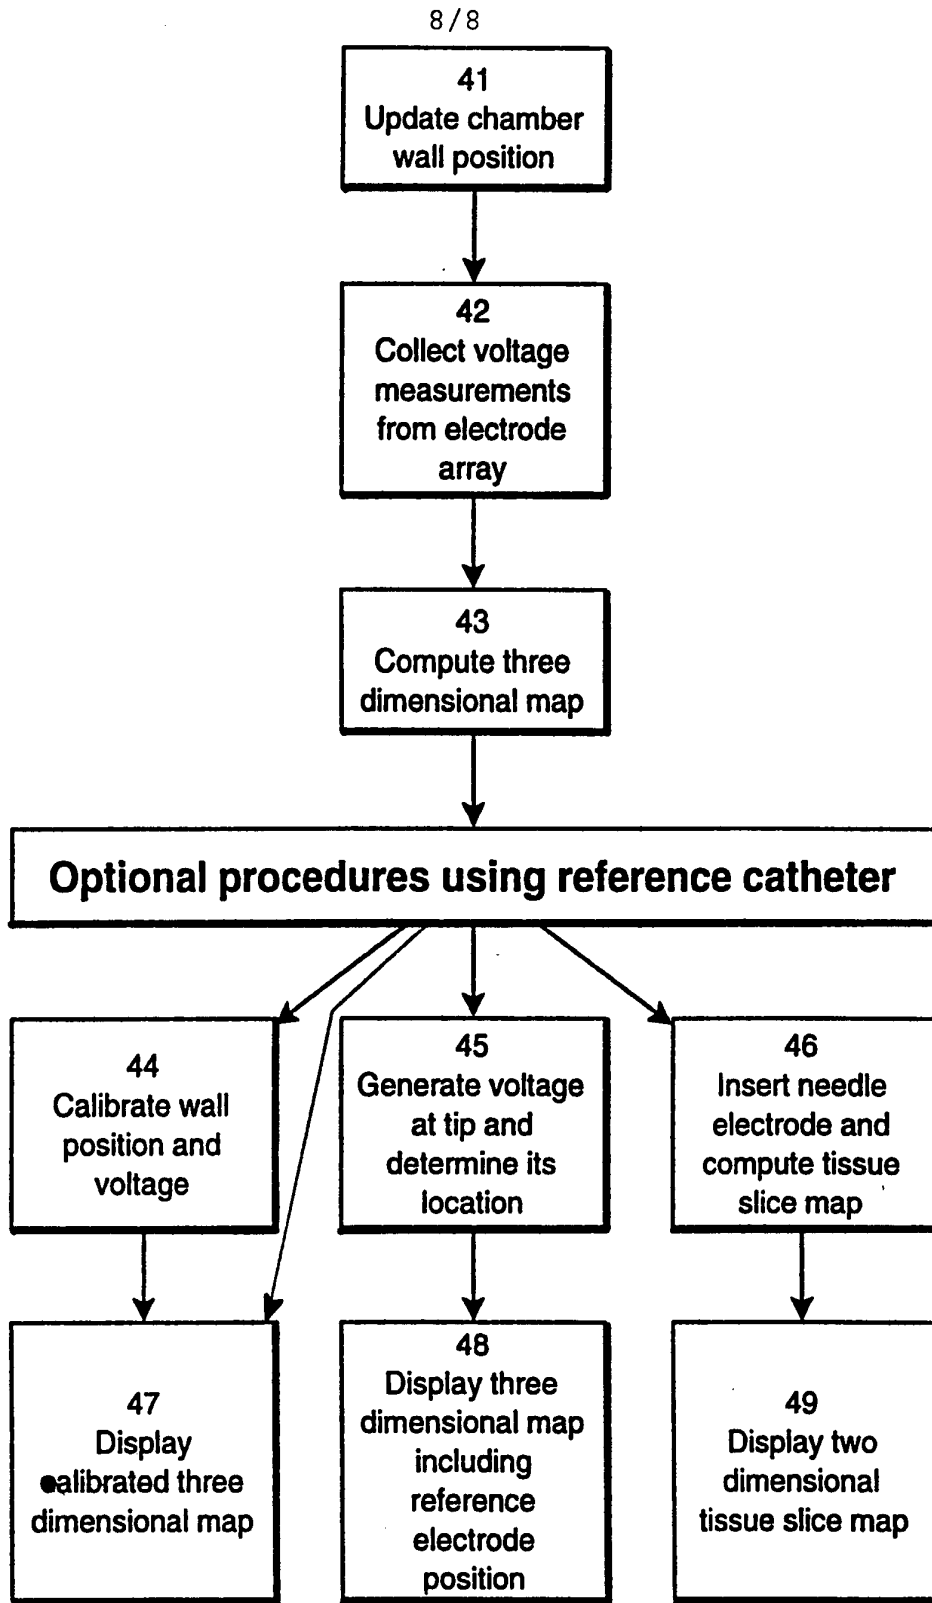 8/8
41
Update chamber
wall position
42
Collect voltage
measurements
from electrode
array
43
Compute three
dimensional map
Optional procedures using reference catheter
44
Calibrate wall
position and
voltage
45
Generate voltage
at tip and
determine its
location
46
Insert needle
electrode and
compute tissue
slice map
47
Display
calibrated three
dimensional map
48
Display three
dimensional map
including
reference
electrode
position
49
Display two
dimensional
tissue slice map